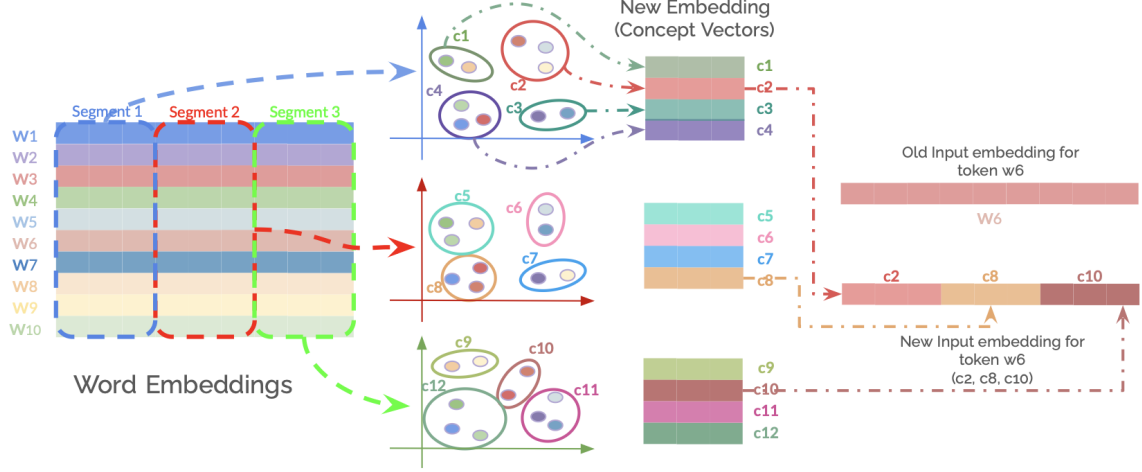 New Embedding
(Concept Vectors)
Segment 1
Segment 2
Segment 3
W1
W2
W3
W4
W5
W6
W7
W8
W9
W10
Word Embeddings
c1
c2
c3
c4
c1
c2
c3
c4
c5
c6
c7
c8
c5
c6
c7
c8
c9
c10
c11
c12
c9
c10
c11
c12
Old Input embedding for
token w6
W6
c2
c8
c10
New Input embedding for
token w6
(c2, c8, c10)